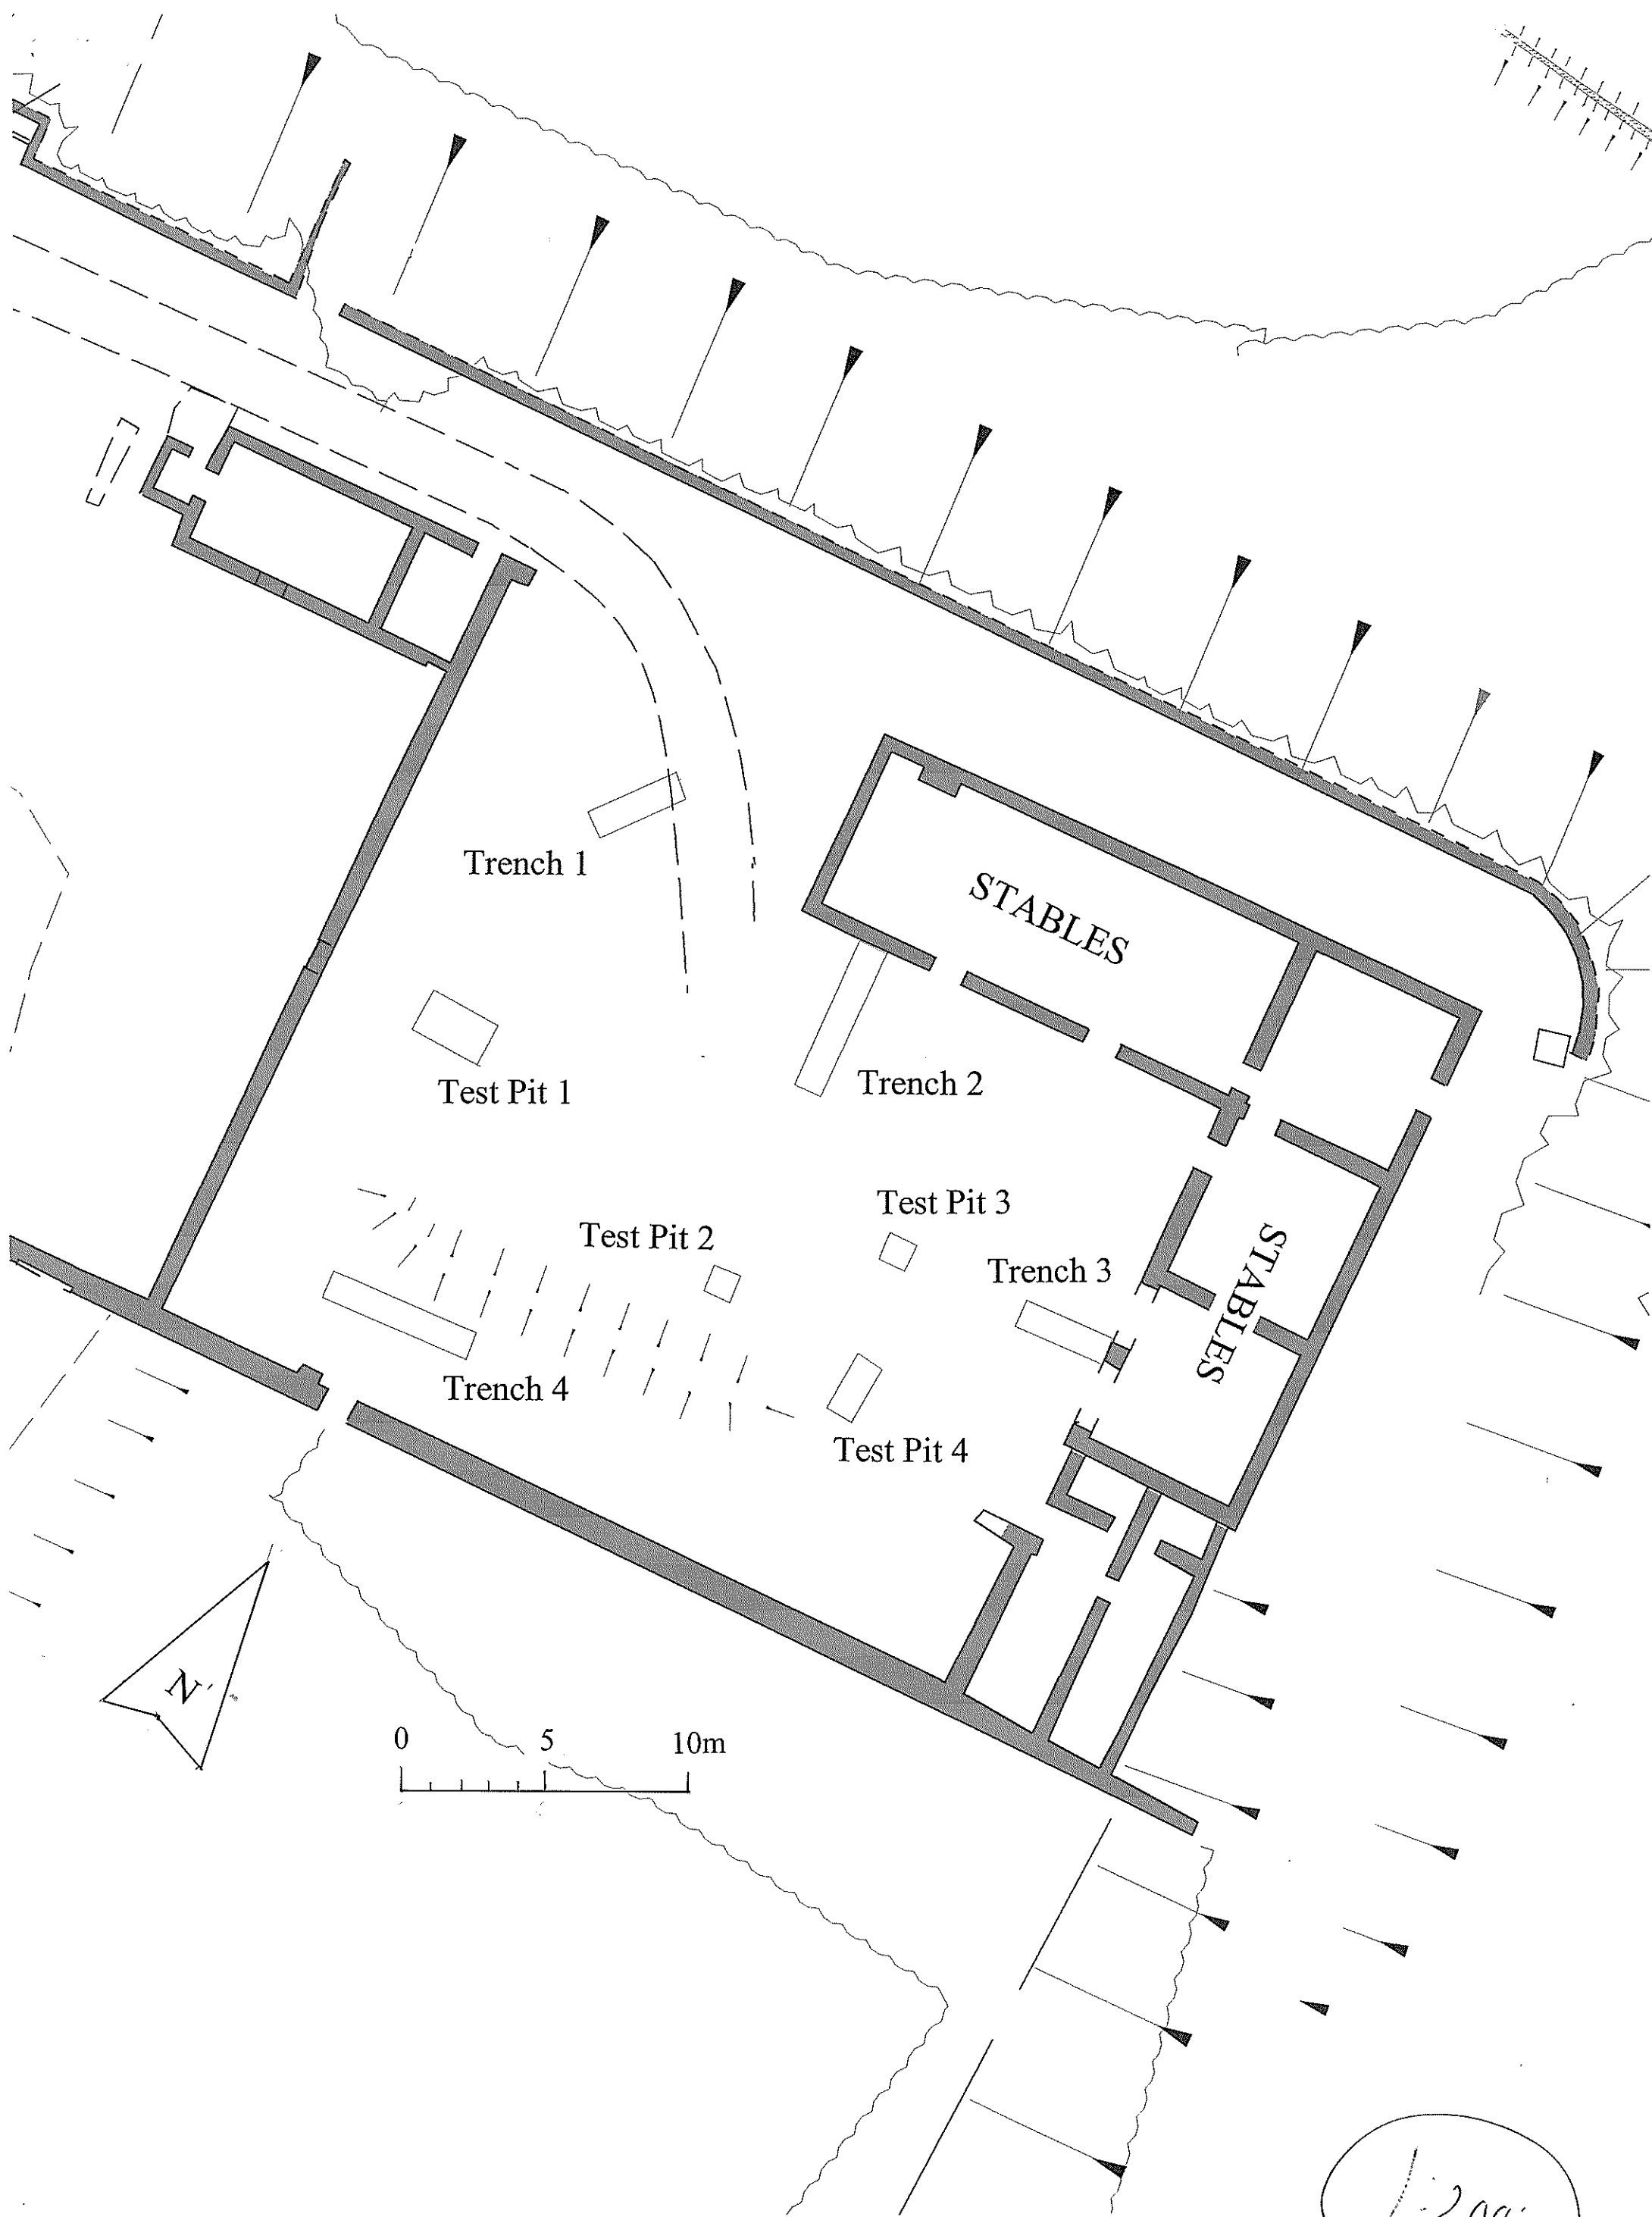 Trench 1
STABLES
Test Pit 1
Trench 2
Test Pit 3
Test Pit 2
Trench 3
STABLES
Trench 4
Test Pit 4
N
0 5 10m